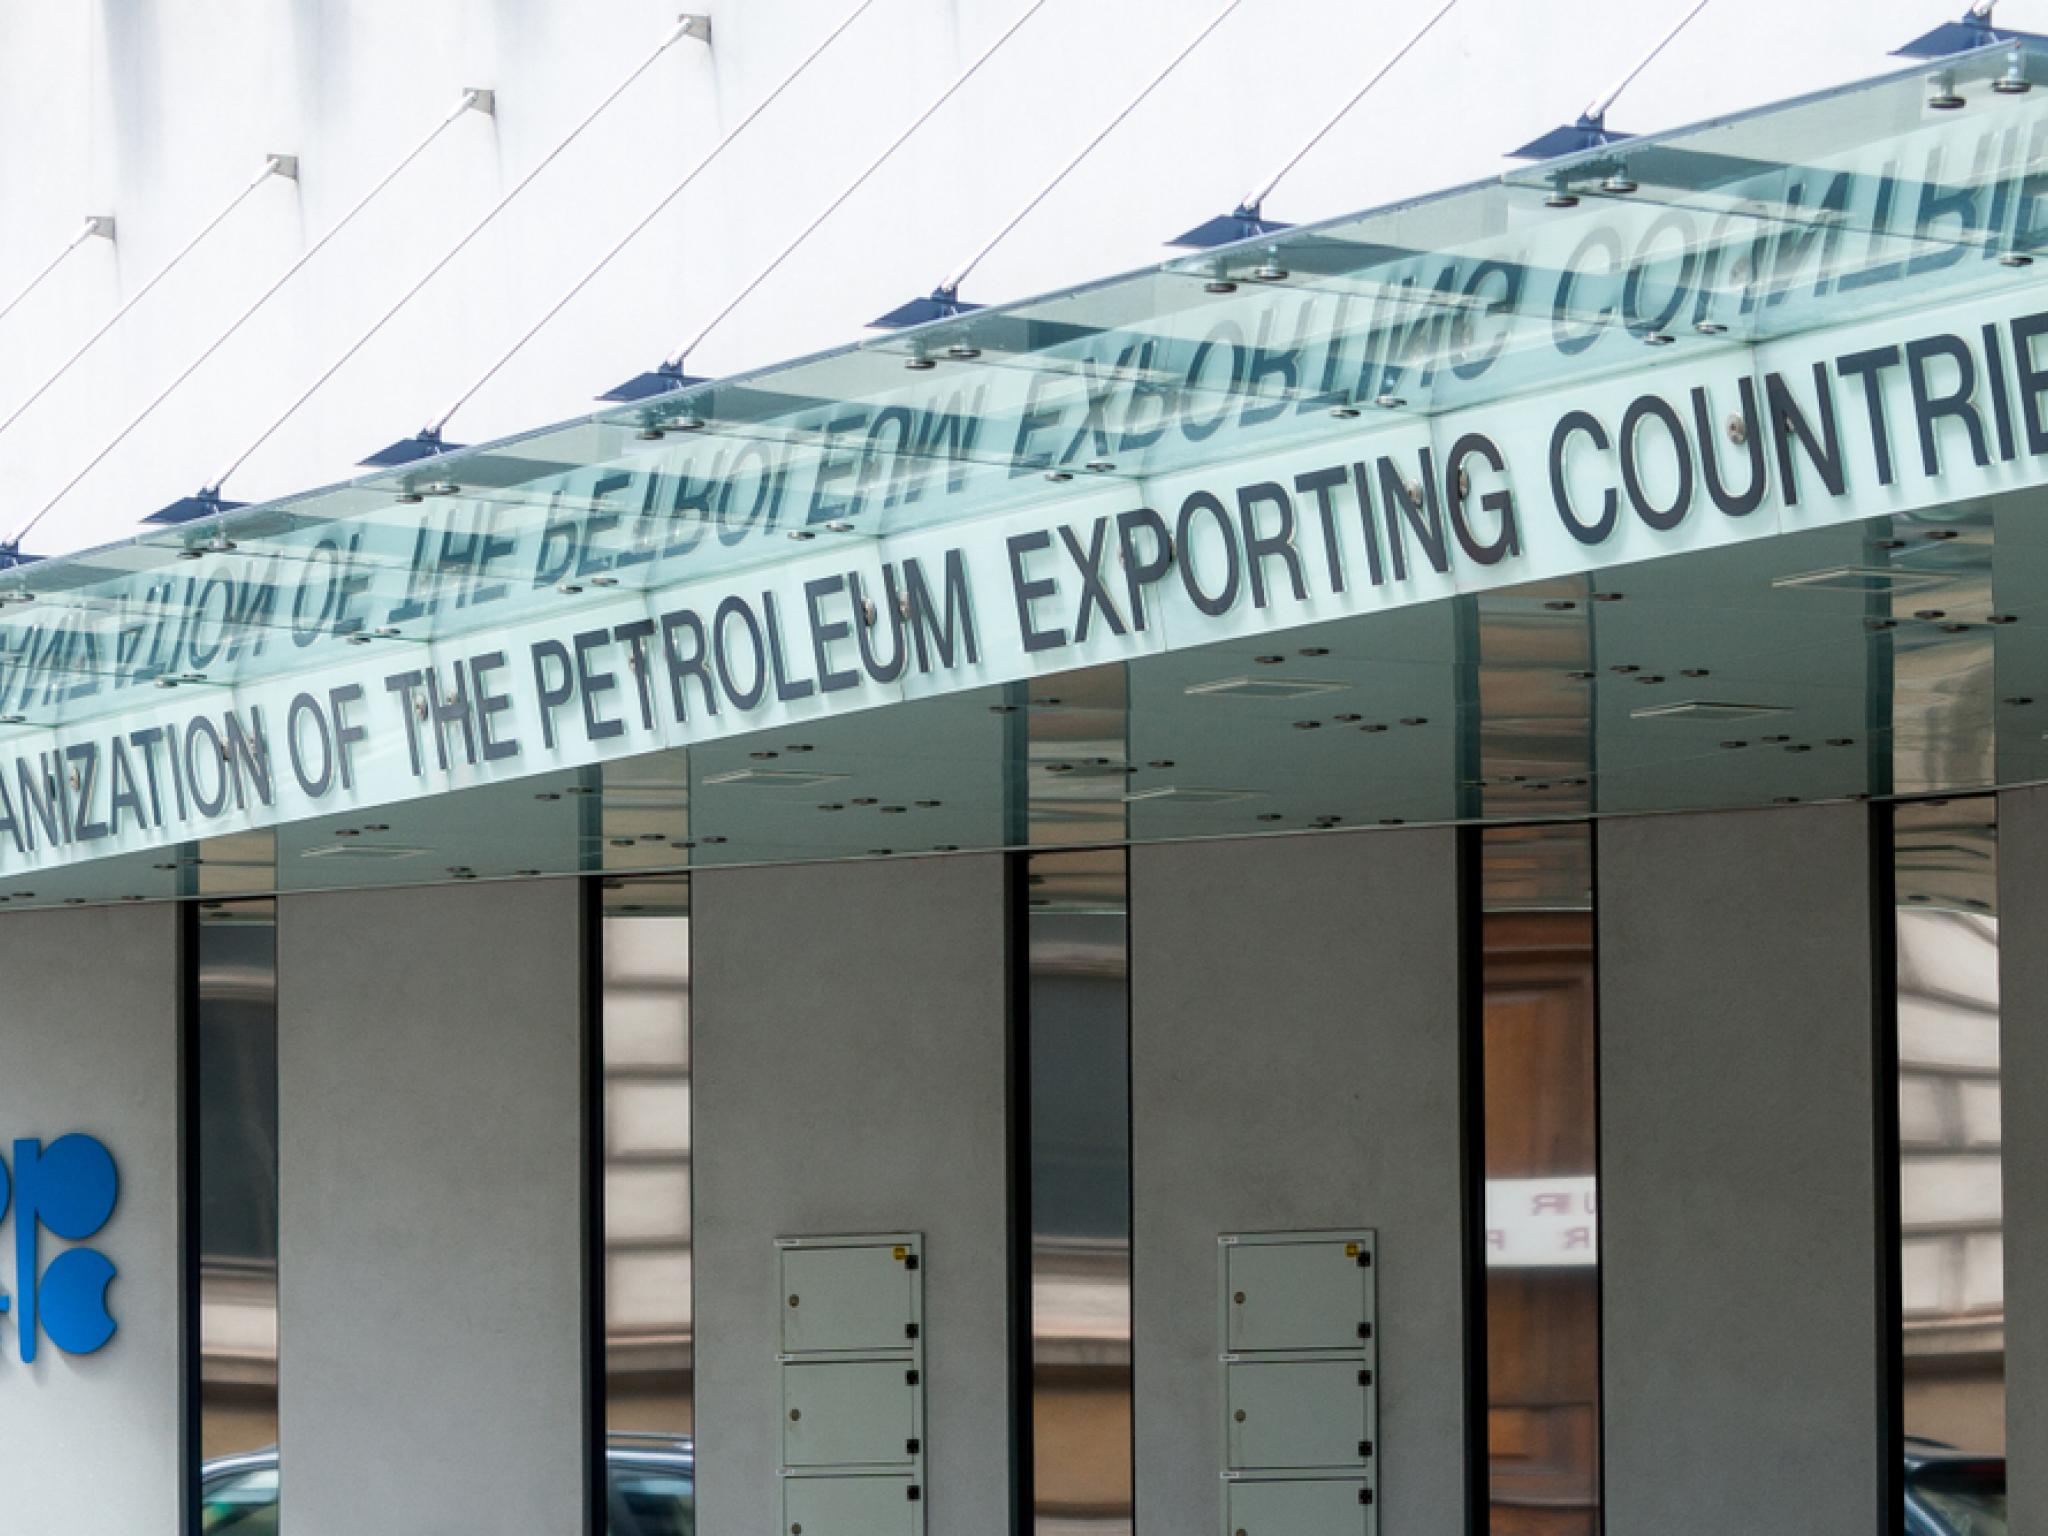 ANIZATION OF THE PETROLEUM EXPORTING COUNTRIE